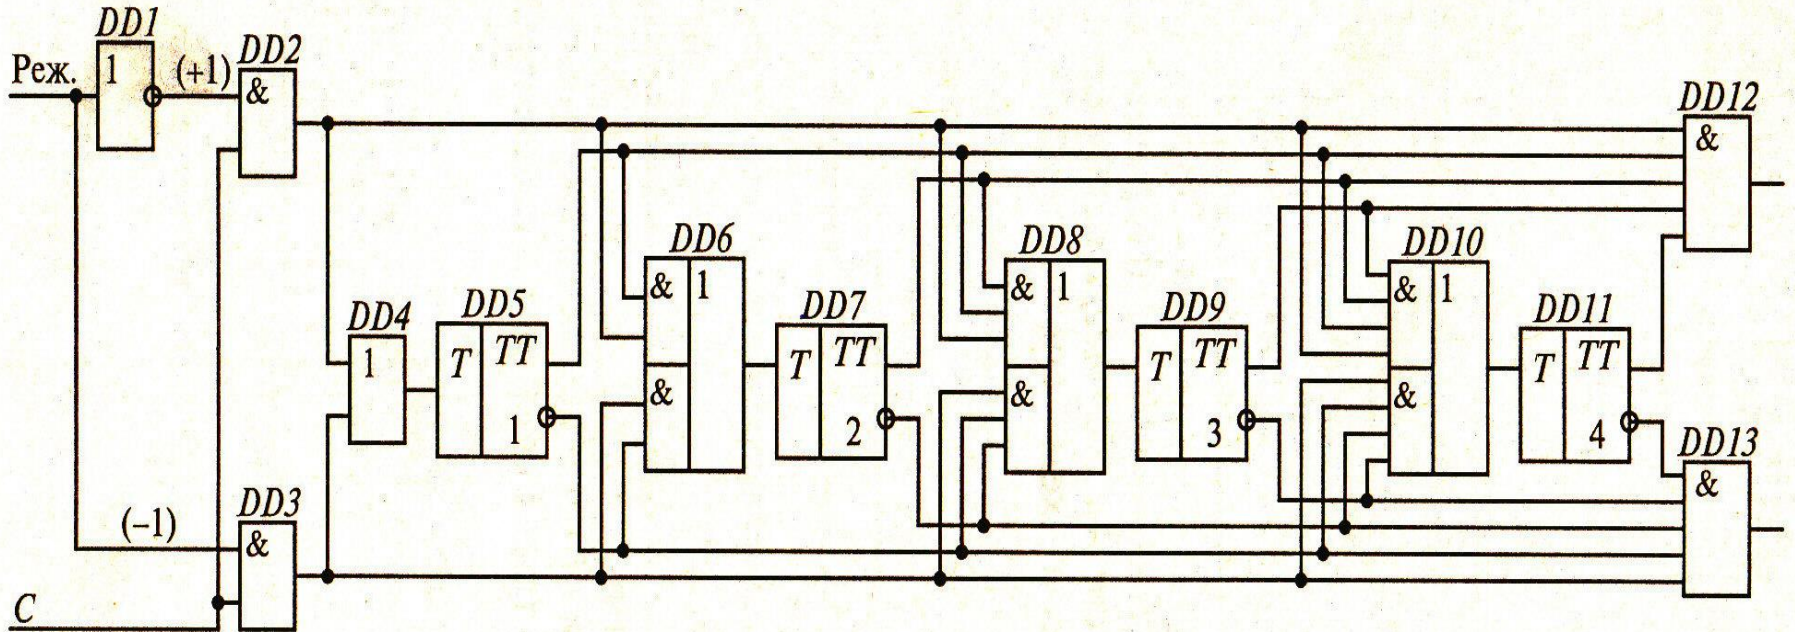 DD1
Реж.
1
(+1)
DD2
&
DD12
&
DD6
&
1
&
DD8
&
1
&
DD10
&
1
&
DD4
1
DD5
T
TT
1
DD7
T
TT
2
DD9
T
TT
3
DD11
T
TT
4
DD13
&
DD3
(–1)
&
C